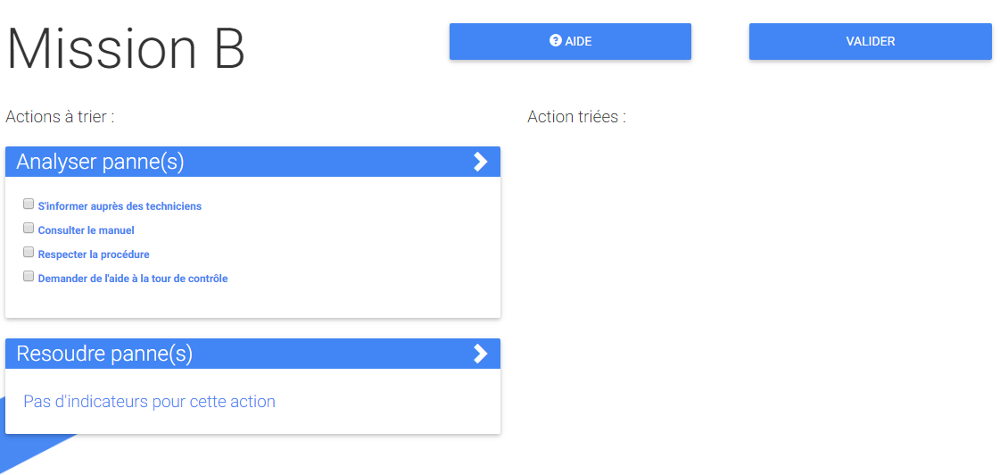 Mission B
AIDE
VALIDER
Actions à trier :
Action triées :
Analyser panne(s)
S'informer auprès des techniciens
Consulter le manuel
Respecter la procédure
Demander de l'aide à la tour de contrôle
Resoudre panne(s)
Pas d'indicateurs pour cette action